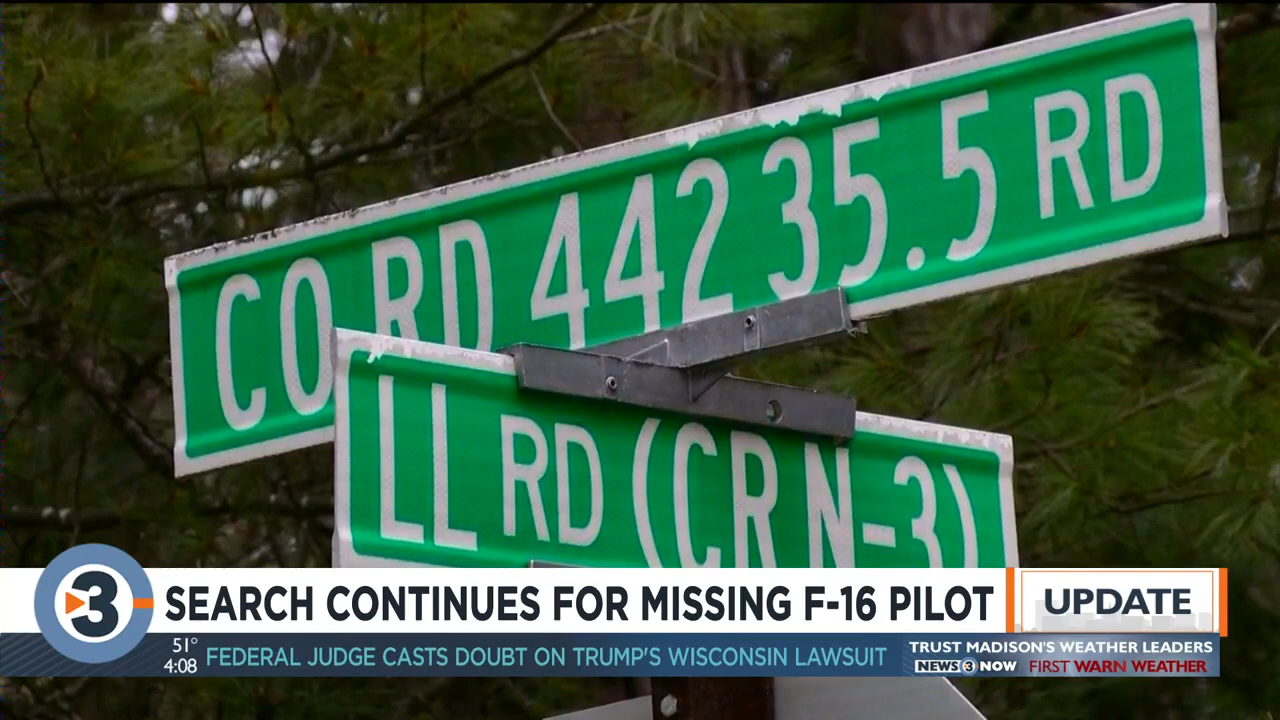 CO RD 442 35.5 RD
LL RD (CR N-3)
3 SEARCH CONTINUES FOR MISSING F-16 PILOT UPDATE
51°
4:08 FEDERAL JUDGE CASTS DOUBT ON TRUMP'S WISCONSIN LAWSUIT
TRUST MADISON'S WEATHER LEADERS
NEWS 3 NOW FIRST WARN WEATHER